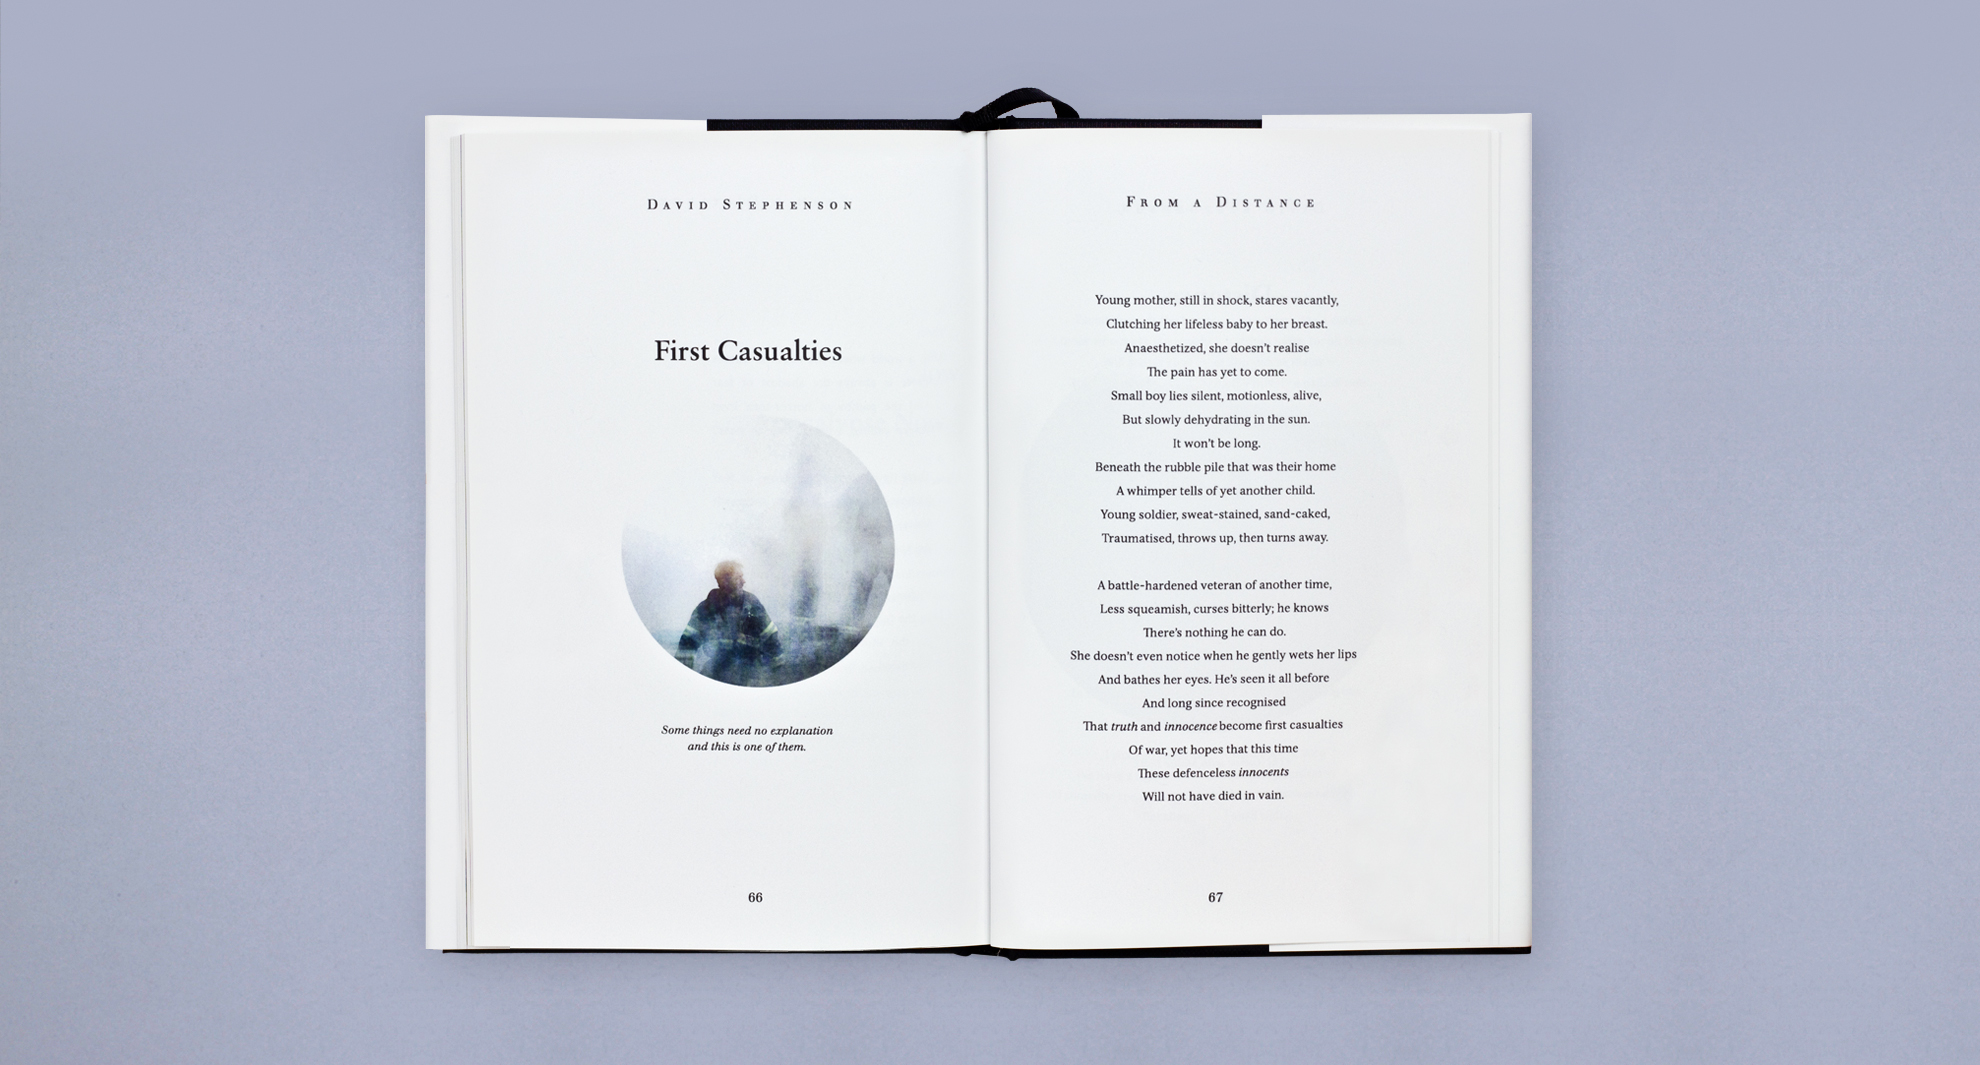 David Stephenson
First Casualties
Some things need no explanation
and this is one of them.
66
From a Distance
Young mother, still in shock, stares vacantly,
Clutching her lifeless baby to her breast.
Anaesthetized, she doesn't realise
The pain has yet to come.
Small boy lies silent, motionless, alive,
But slowly dehydrating in the sun.
It won't be long.
Beneath the rubble pile that was their home
A whimper tells of yet another child.
Young soldier, sweat-stained, sand-caked,
Traumatised, throws up, then turns away.
A battle-hardened veteran of another time,
Less squeamish, curses bitterly; he knows
There's nothing he can do.
She doesn't even notice when he gently wets her lips
And bathes her eyes. He's seen it all before
And long since recognised
That truth and innocence become first casualties
Of war, yet hopes that this time
These defenceless innocents
Will not have died in vain.
67